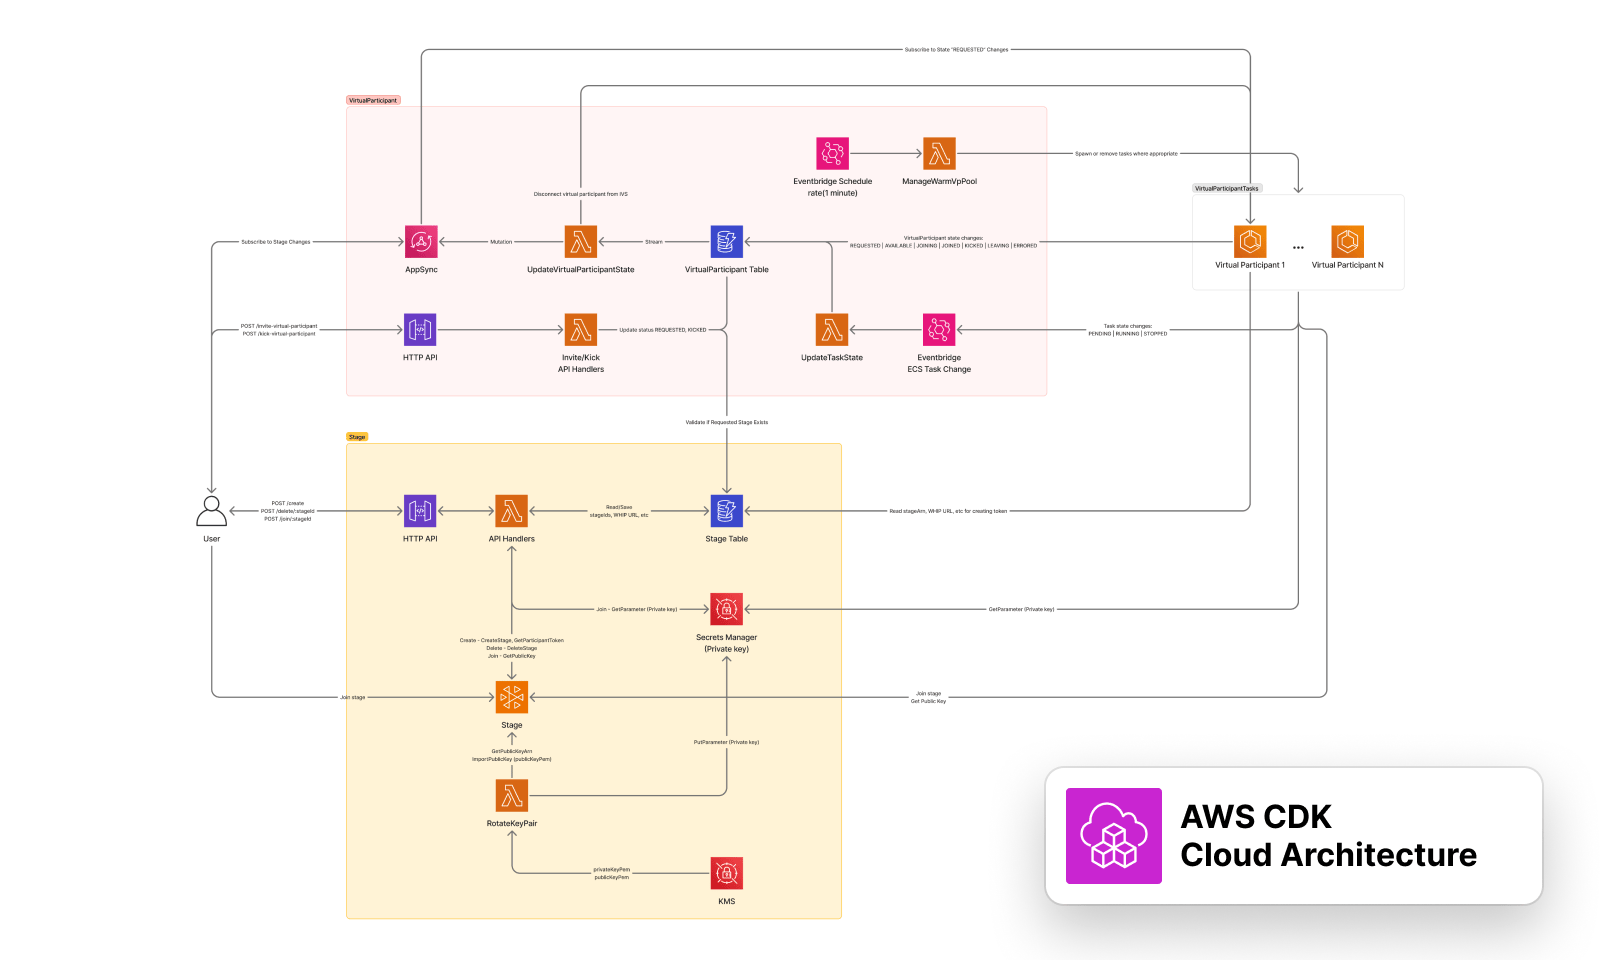 Subscribe to State "REQUESTED" Changes
VirtualParticipant
Eventbridge Schedule
rate(1 minute)
ManageWarmVpPool
Spawn or remove tasks where appropriate
VirtualParticipantTasks
Disconnect virtual participant from IVS
Subscribe to Stage Changes
AppSync
Mutation
UpdateVirtualParticipantState
Stream
VirtualParticipant Table
VirtualParticipant state changes:
REQUESTED | AVAILABLE | JOINING | JOINED | KICKED | LEAVING | ERRORED
Virtual Participant 1
...
Virtual Participant N
POST /invite-virtual-participant
POST /kick-virtual-participant
HTTP API
Invite/Kick
API Handlers
Update status REQUESTED, KICKED
UpdateTaskState
Eventbridge
ECS Task Change
Task state changes:
PENDING | RUNNING | STOPPED
Validate if Requested Stage Exists
Stage
User
POST /create
POST /delete/:stageId
POST /join/:stageId
HTTP API
API Handlers
Read/Save
stageIds, WHIP URL, etc
Stage Table
Read stageArn, WHIP URL, etc for creating token
Join - GetParameter (Private key)
Secrets Manager
(Private key)
GetParameter (Private key)
Create - CreateStage, GetParticipantToken
Delete - DeleteStage
Join - GetPublicKey
Join stage
Stage
Join stage
Get Public Key
GetPublicKeyArn
ImportPublicKey (publicKeyPem)
PutParameter (Private key)
RotateKeyPair
privateKeyPem
publicKeyPem
KMS
AWS CDK
Cloud Architecture